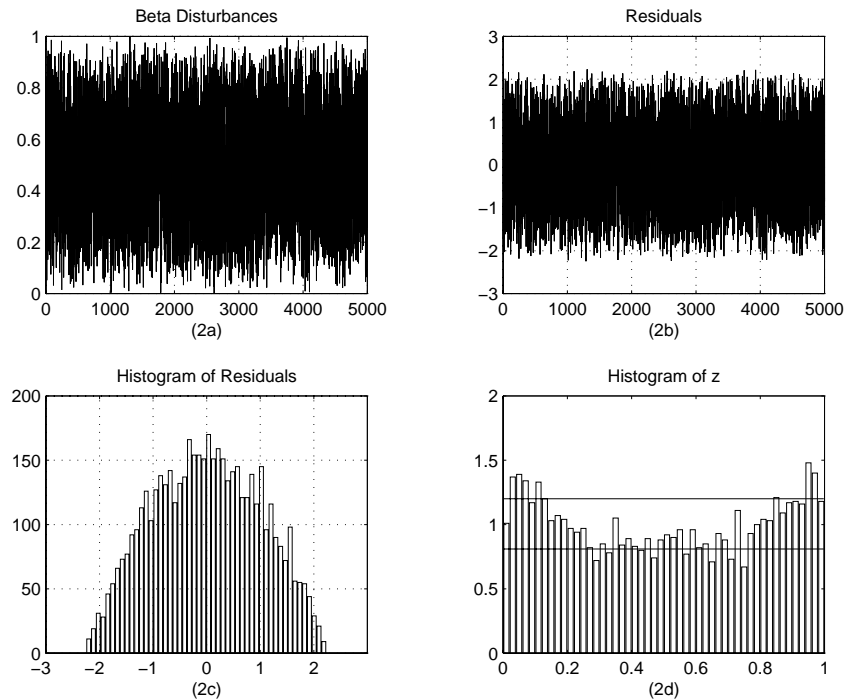 Beta Disturbances
1
0.8
0.6
0.4
0.2
0
0 1000 2000 3000 4000 5000
(2a)
Residuals
3
2
1
0
−1
−2
−3
0 1000 2000 3000 4000 5000
(2b)
Histogram of Residuals
200
150
100
50
0
−3 −2 −1 0 1 2
(2c)
Histogram of z
2
1.5
1
0.5
0
0 0.2 0.4 0.6 0.8 1
(2d)